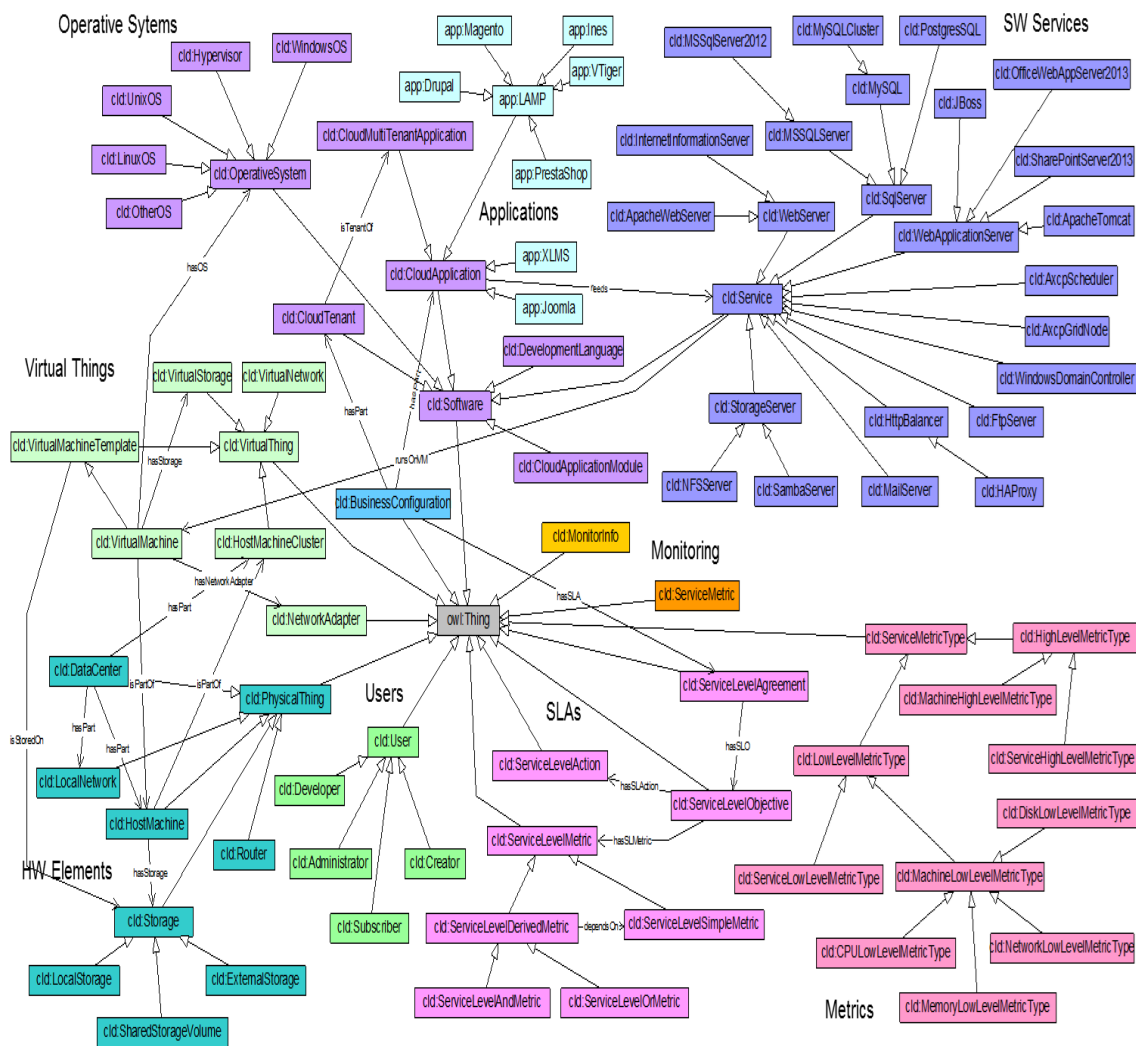 Operative Sytems
SW Services
app:Magento
app:Ines
cld:MySQLCluster
cld:PostgresSQL
cld:WindowsOS
cld:Hypervisor
cld:MSSqlServer2012
app:VTiger
cld:OfficeWebAppServer2013
app:Drupal
app:LAMP
cld:MySQL
cld:UnixOS
cld:JBoss
cld:CloudMultiTenantApplication
cld:InternetInformationServer
cld:MSSQLServer
cld:LinuxOS
cld:SharePointServer2013
cld:OperativeSystem
app:PrestaShop
cld:SqlServer
cld:OtherOS
Applications
cld:ApacheWebServer
cld:WebServer
cld:ApacheTomcat
isTenantOf
cld:WebApplicationServer
app:XLMS
hasOS
cld:CloudApplication
needs
cld:AxcpScheduler
cld:Service
app:Joomla
cld:CloudTenant
cld:AxcpGridNode
cld:DevelopmentLanguage
Virtual Things
cld:VirtualStorage
cld:VirtualNetwork
cld:WindowsDomainController
hasPart
hasPart
cld:Software
cld:StorageServer
cld:HttpBalancer
cld:FtpServer
cld:VirtualMachineTemplate
cld:VirtualThing
hasStorage
runsOnVM
cld:CloudApplicationModule
cld:NFSServer
cld:SambaServer
cld:MailServer
cld:HAProxy
cld:BusinessConfiguration
cld:VirtualMachine
cld:HostMachineCluster
cld:MonitorInfo
Monitoring
hasNetworkAdapter
hasPart
hasSLA
cld:ServiceMetric
cld:NetworkAdapter
owl:Thing
cld:ServiceMetricType
cld:HighLevelMetricType
cld:DataCenter
isPartOf
isPartOf
cld:PhysicalThing
Users
cld:ServiceLevelAgreement
cld:MachineHighLevelMetricType
SLAs
hasPart
isStoredOn
hasPart
cld:User
hasSLO
cld:ServiceLevelAction
cld:LowLevelMetricType
cld:ServiceHighLevelMetricType
cld:LocalNetwork
cld:Developer
hasSLAction
cld:ServiceLevelObjective
cld:HostMachine
cld:DiskLowLevelMetricType
cld:ServiceLevelMetric
hasSLMetric
cld:Router
cld:Administrator
cld:Creator
HW Elements
hasStorage
cld:ServiceLowLevelMetricType
cld:MachineLowLevelMetricType
cld:Storage
cld:Subscriber
cld:ServiceLevelDerivedMetric
dependsOn
cld:ServiceLevelSimpleMetric
cld:CPULowLevelMetricType
cld:NetworkLowLevelMetricType
cld:LocalStorage
cld:ExternalStorage
cld:ServiceLevelAndMetric
cld:ServiceLevelOrMetric
Metrics
cld:MemoryLowLevelMetricType
cld:SharedStorageVolume